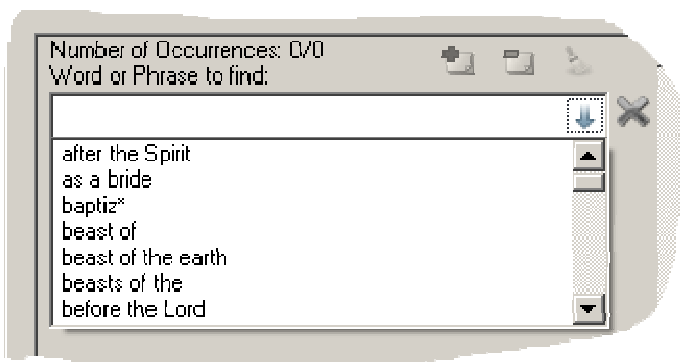 Number of Occurrences: 0/0
Word or Phrase to find:
after the Spirit
as a bride
baptiz*
beast of
beast of the earth
beasts of the
before the Lord